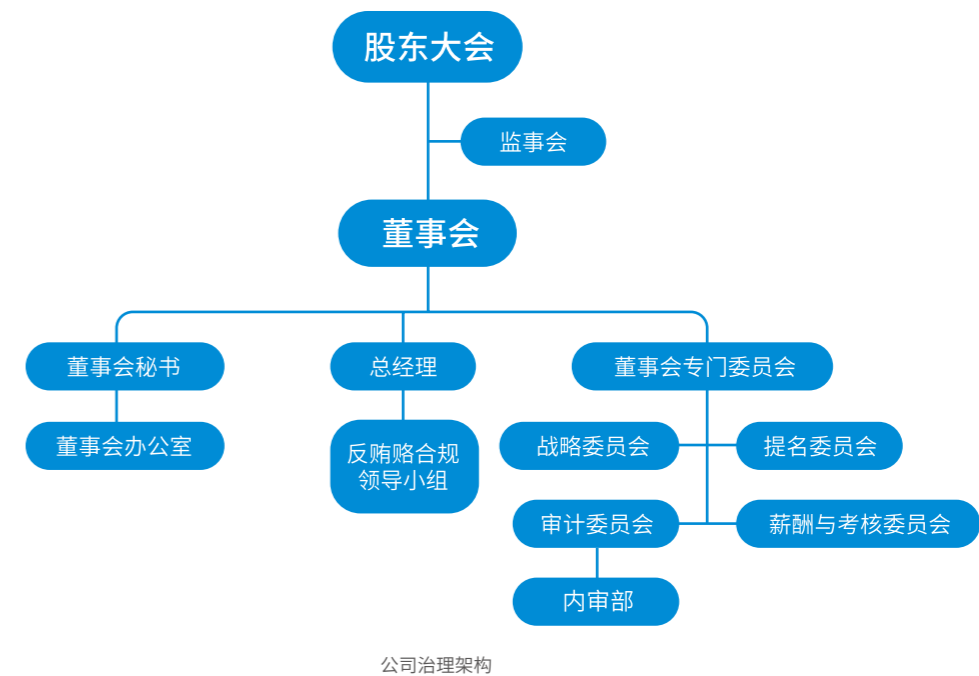 股东大会
监事会
董事会
董事会秘书
总经理
董事会专门委员会
董事会办公室
反贿赂合规
领导小组
战略委员会
提名委员会
审计委员会
薪酬与考核委员会
内审部
公司治理架构